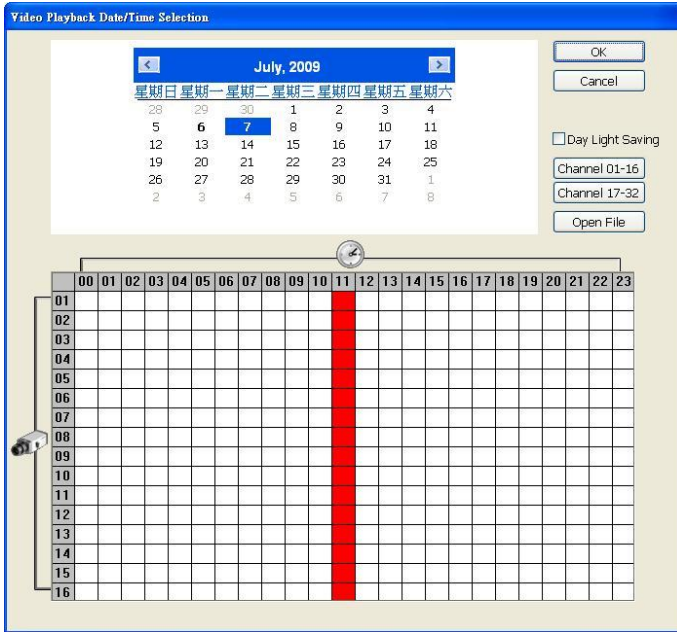 Video Playback Date/Time Selection
< July, 2009 >
星期日 星期一 星期二 星期三 星期四 星期五 星期六
28 29 30 1 2 3 4
5 6 7 8 9 10 11
12 13 14 15 16 17 18
19 20 21 22 23 24 25
26 27 28 29 30 31 1
2 3 4 5 6 7 8
OK
Cancel
Day Light Saving
Channel 01-16
Channel 17-32
Open File
00 01 02 03 04 05 06 07 08 09 10 11 12 13 14 15 16 17 18 19 20 21 22 23
01
02
03
04
05
06
07
08
09
10
11
12
13
14
15
16